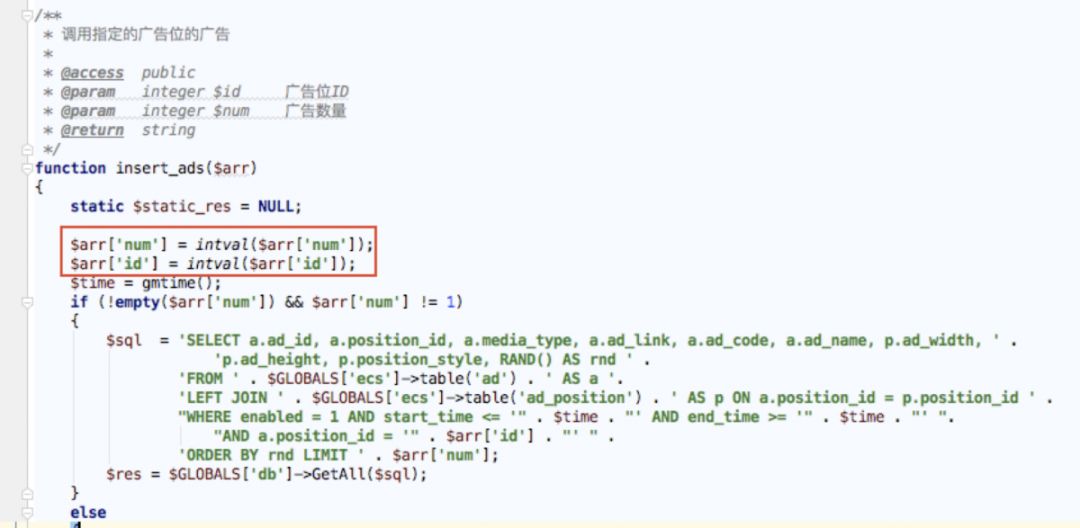 /**
 * 调用指定的广告位的广告
 *
 * @access  public
 * @param   integer $id     广告位ID
 * @param   integer $num    广告数量
 * @return  string
 */
function insert_ads($arr)
{
    static $static_res = NULL;

    $arr['num'] = intval($arr['num']);
    $arr['id'] = intval($arr['id']);
    $time = gmtime();
    if (!empty($arr['num']) && $arr['num'] != 1)
    {
        $sql  = 'SELECT a.ad_id, a.position_id, a.media_type, a.ad_link, a.ad_code, a.ad_name, p.ad_width, ' .
                    'p.ad_height, p.position_style, RAND() AS rnd ' .
                'FROM ' . $GLOBALS['ecs']->table('ad') . ' AS a '.
                'LEFT JOIN ' . $GLOBALS['ecs']->table('ad_position') . ' AS p ON a.position_id = p.position_id ' .
                "WHERE enabled = 1 AND start_time <= '" . $time . "' AND end_time >= '" . $time . "' ".
                    "AND a.position_id = '" . $arr['id'] . "' " .
                'ORDER BY rnd LIMIT ' . $arr['num'];
        $res = $GLOBALS['db']->GetAll($sql);
    }
    else